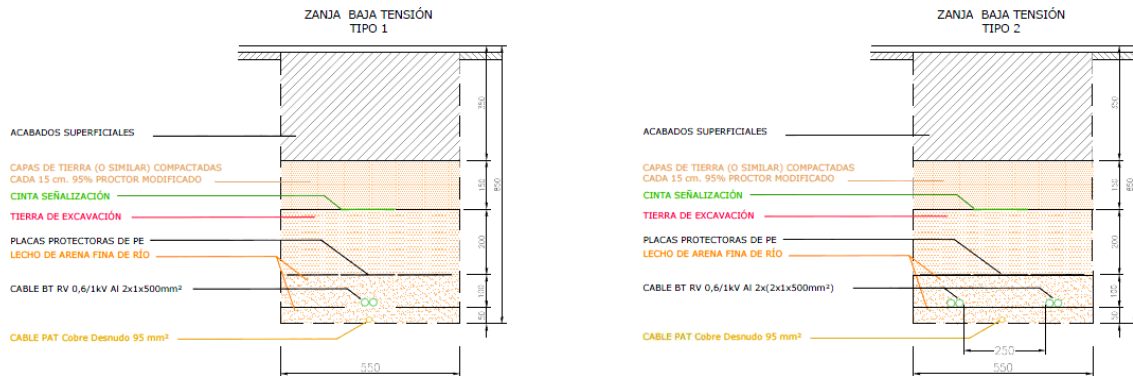 ZANJA BAJA TENSIÓN
TIPO 1
ACABADOS SUPERFICIALES
CAPAS DE TIERRA (O SIMILAR) COMPACTADAS
CADA 15 cm. 95% PROCTOR MODIFICADO
CINTA SEÑALIZACIÓN
TIERRA DE EXCAVACIÓN
PLACAS PROTECTORAS DE PE
LECHO DE ARENA FINA DE RÍO
CABLE BT RV 0,6/1kV Al 2x1x500mm²
CABLE PAT Cobre Desnudo 95 mm²
350
150
850
200
100
50
550
ZANJA BAJA TENSIÓN
TIPO 2
ACABADOS SUPERFICIALES
CAPAS DE TIERRA (O SIMILAR) COMPACTADAS
CADA 15 cm. 95% PROCTOR MODIFICADO
CINTA SEÑALIZACIÓN
TIERRA DE EXCAVACIÓN
PLACAS PROTECTORAS DE PE
LECHO DE ARENA FINA DE RÍO
CABLE BT RV 0,6/1kV Al 2x(2x1x500mm²)
CABLE PAT Cobre Desnudo 95 mm²
350
150
850
200
100
50
250
550